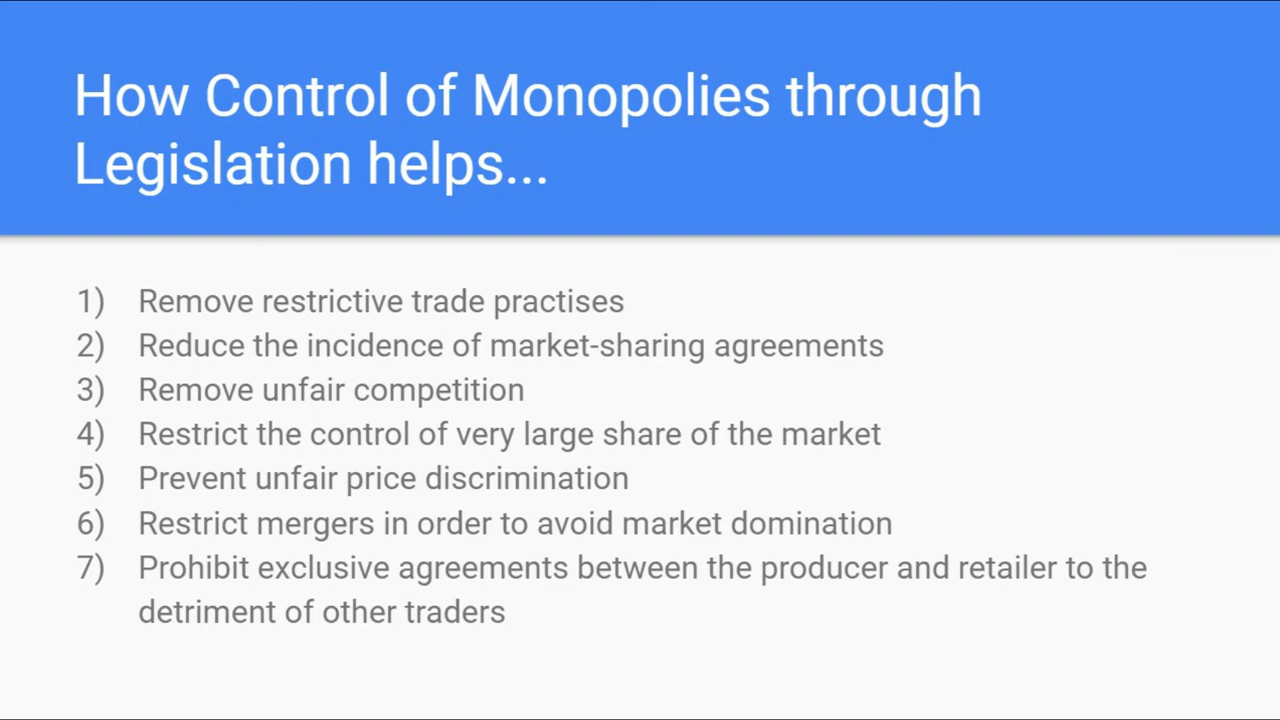 How Control of Monopolies through
Legislation helps...
1) Remove restrictive trade practises
2) Reduce the incidence of market-sharing agreements
3) Remove unfair competition
4) Restrict the control of very large share of the market
5) Prevent unfair price discrimination
6) Restrict mergers in order to avoid market domination
7) Prohibit exclusive agreements between the producer and retailer to the
detriment of other traders